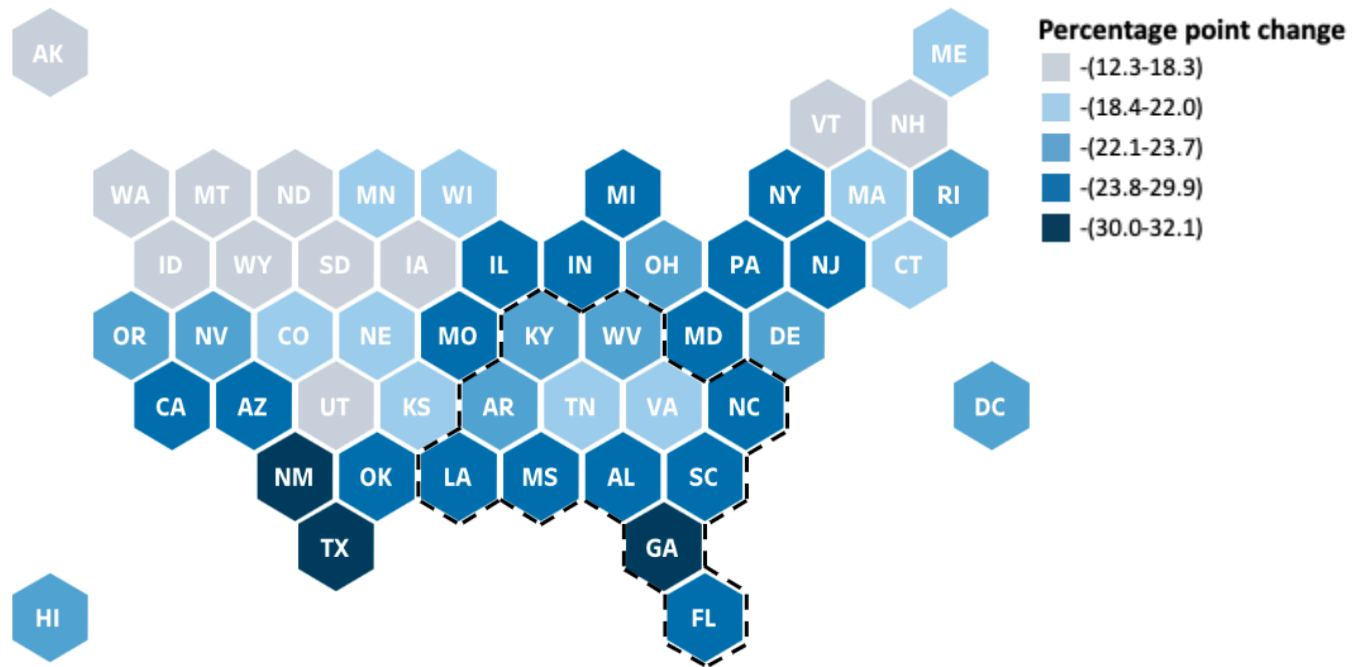 AK
ME
Percentage point change
-(12.3-18.3)
-(18.4-22.0)
-(22.1-23.7)
-(23.8-29.9)
-(30.0-32.1)
VT NH
WA MT ND MN WI MI NY MA RI
ID WY SD IA IL IN OH PA NJ CT
OR NV CO NE MO KY WV MD DE
CA AZ UT KS AR TN VA NC DC
NM OK LA MS AL SC
TX GA
HI FL